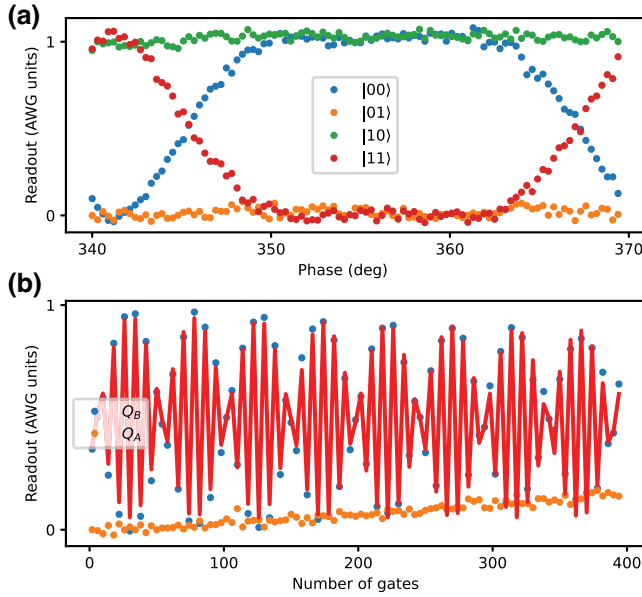 (a)
Readout (AWG units)
1
0
|00⟩
|01⟩
|10⟩
|11⟩
340
350
360
370
Phase (deg)
(b)
Readout (AWG units)
1
0
Q_B
Q_A
0
100
200
300
400
Number of gates